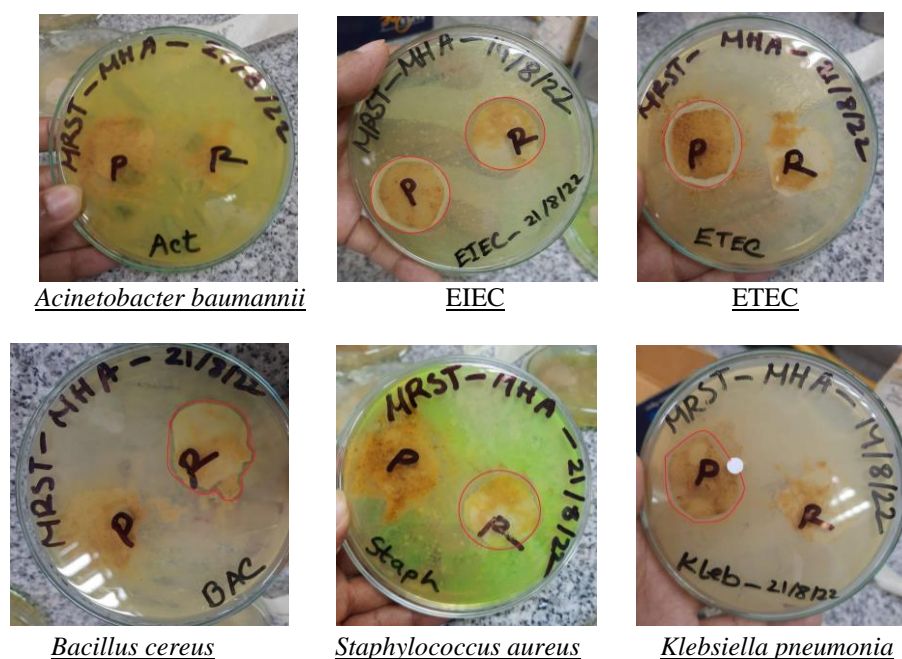 MRST-MHA-21/8/22
P
R
Act
MRST-MHA-14/8/22
R
P
EIEC-21/8/22
MRST-MHA-21/8/22
P
R
ETEC
Acinetobacter baumannii
EIEC
ETEC
MRST-MHA-21/8/22
R
P
BAC
MRST-MHA-21/8/22
P
R
Staph
MRST-MHA-14/8/22
P
R
Kleb-21/8/22
Bacillus cereus
Staphylococcus aureus
Klebsiella pneumonia